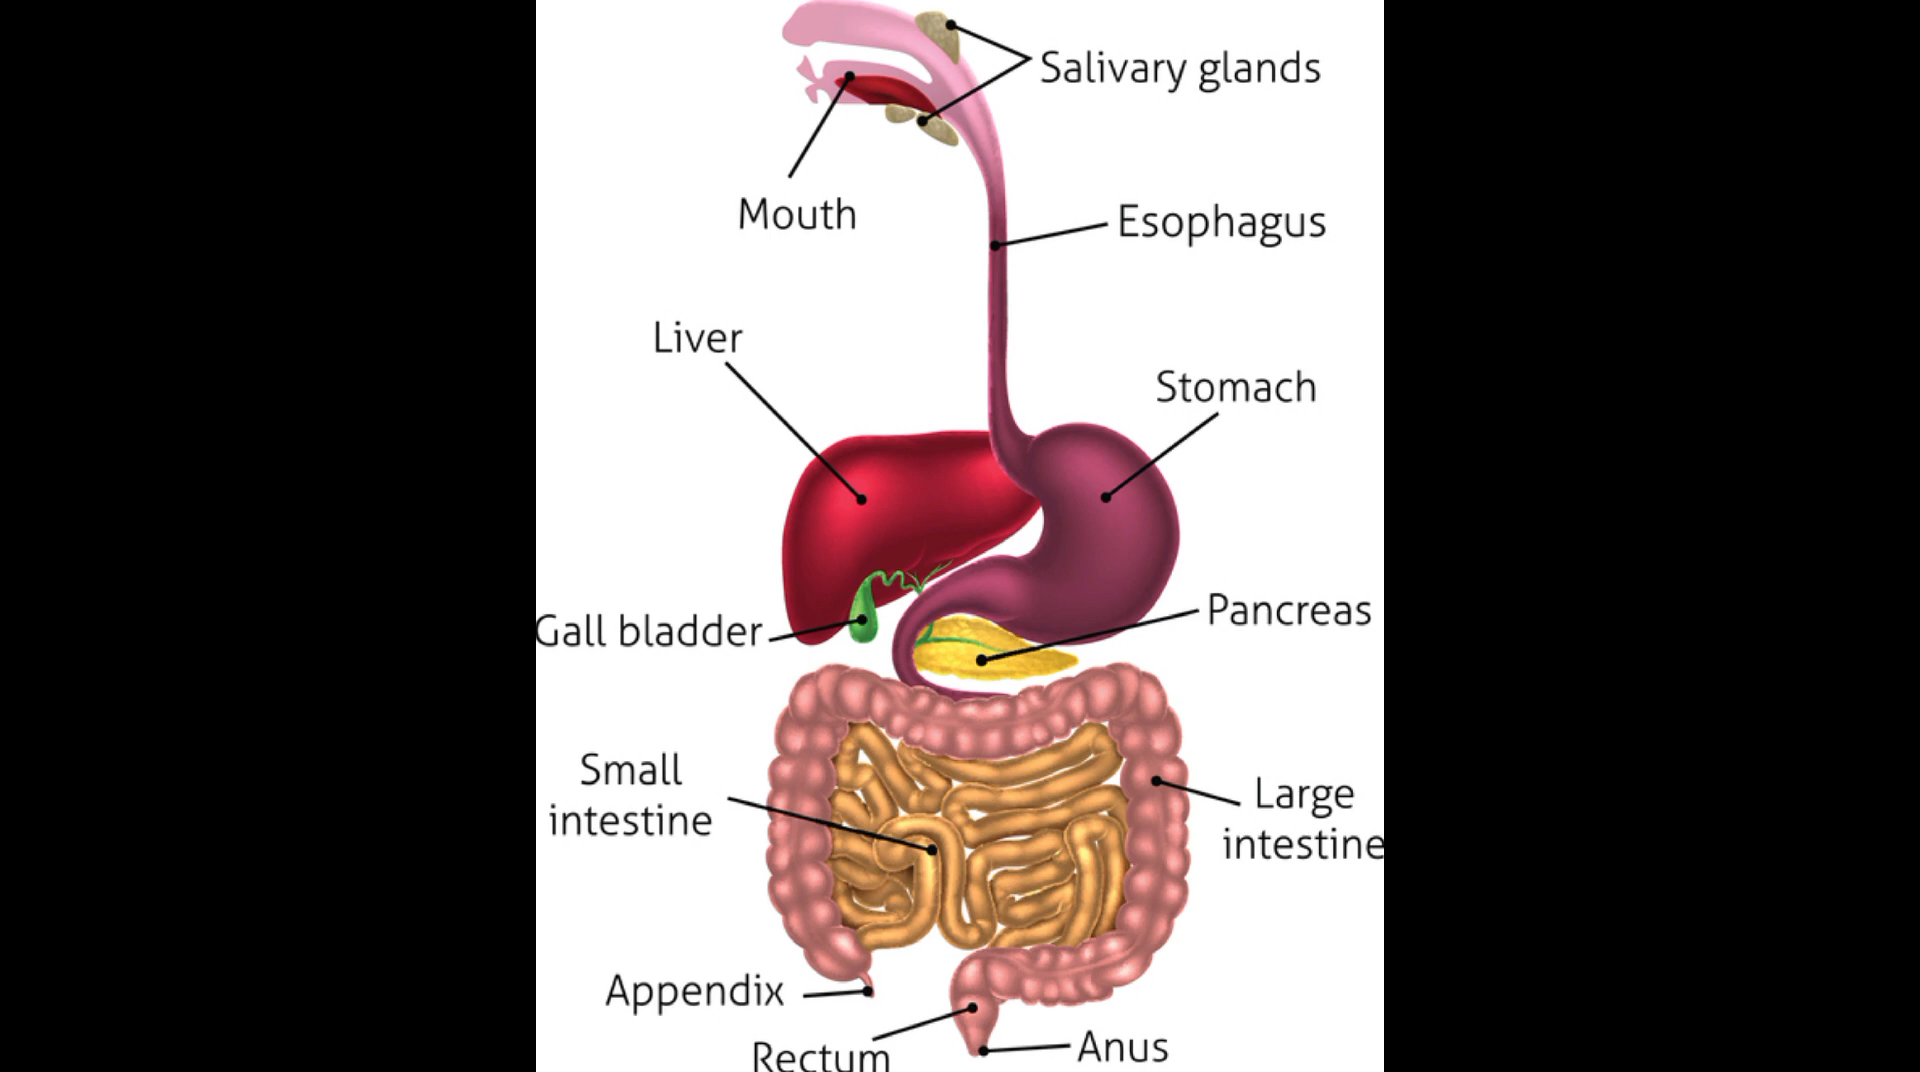 Salivary glands
Mouth
Esophagus
Liver
Stomach
Gall bladder
Pancreas
Small
intestine
Large
intestine
Appendix
Rectum
Anus